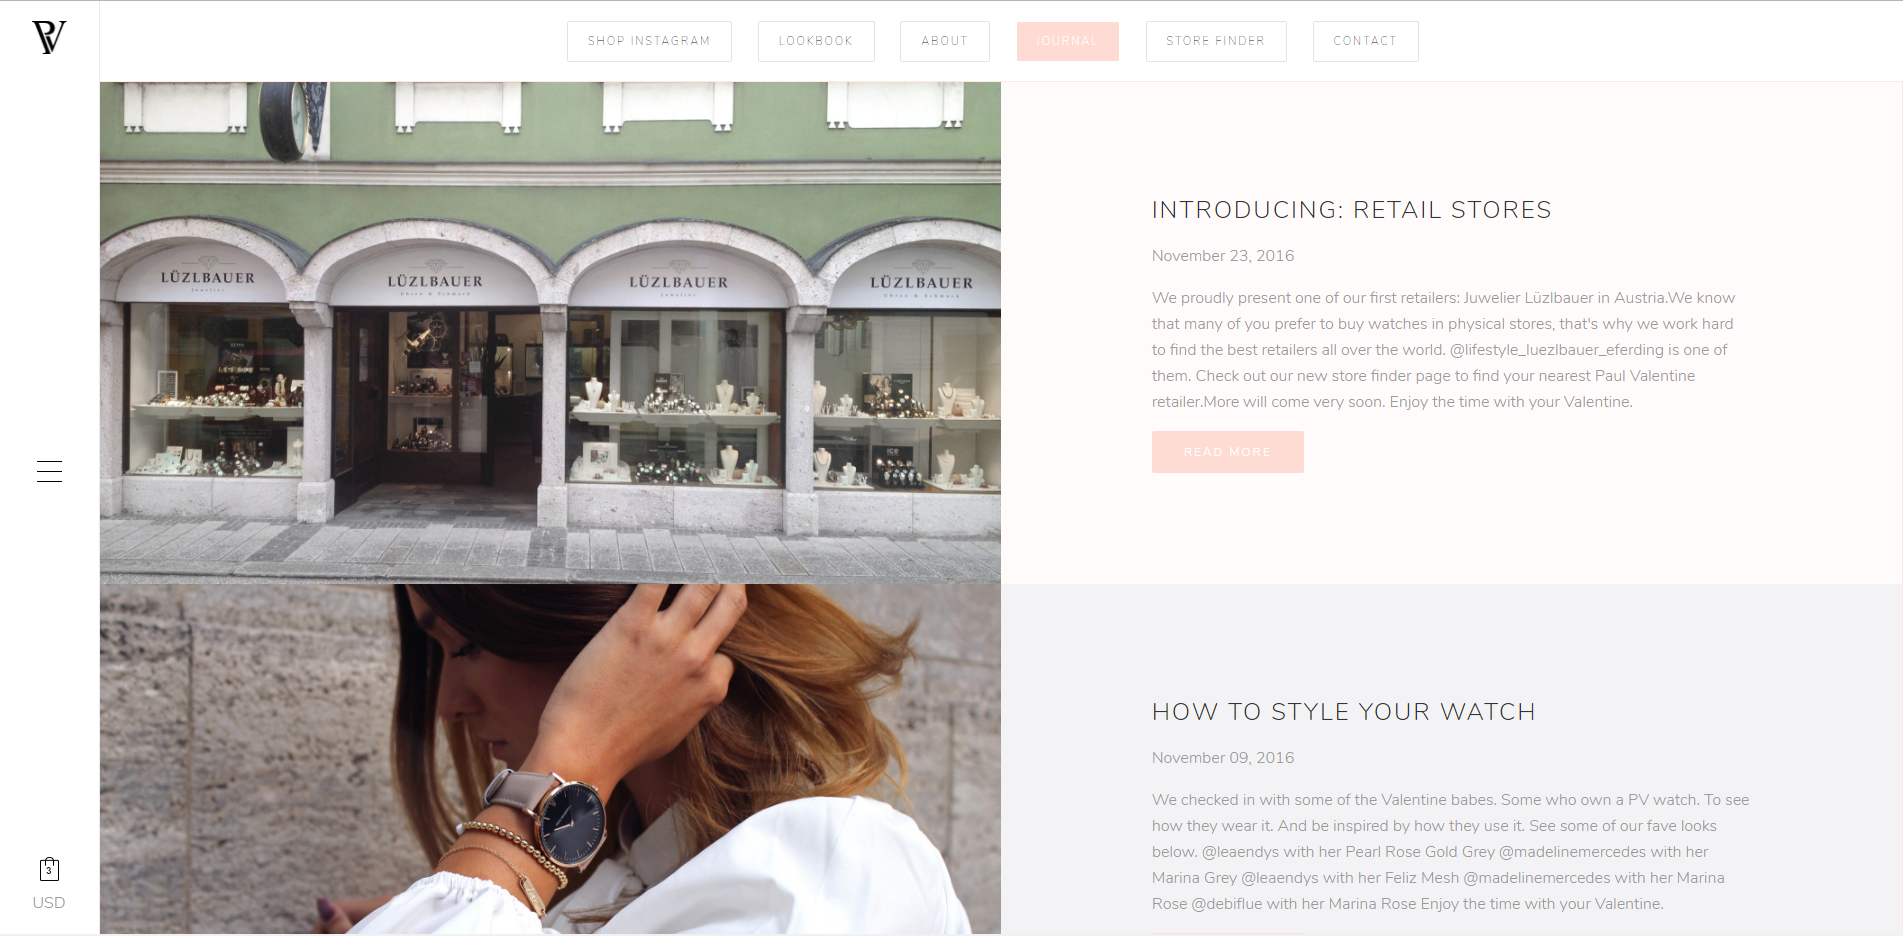 PV
SHOP INSTAGRAM
LOOKBOOK
ABOUT
JOURNAL
STORE FINDER
CONTACT
LÜZLBAUER
Juwelier
LÜZLBAUER
Uhren & Schmuck
LÜZLBAUER
Juwelier
LÜZLBAUER
Uhren & Schmuck
ice
INTRODUCING: RETAIL STORES
November 23, 2016
We proudly present one of our first retailers: Juwelier Lüzlbauer in Austria.We know
that many of you prefer to buy watches in physical stores, that's why we work hard
to find the best retailers all over the world. @lifestyle_luezlbauer_eferding is one of
them. Check out our new store finder page to find your nearest Paul Valentine
retailer.More will come very soon. Enjoy the time with your Valentine.
READ MORE
HOW TO STYLE YOUR WATCH
November 09, 2016
We checked in with some of the Valentine babes. Some who own a PV watch. To see
how they wear it. And be inspired by how they use it. See some of our fave looks
below. @leaendys with her Pearl Rose Gold Grey @madelinemercedes with her
Marina Grey @leaendys with her Feliz Mesh @madelinemercedes with her Marina
Rose @debiflue with her Marina Rose Enjoy the time with your Valentine.
3
USD